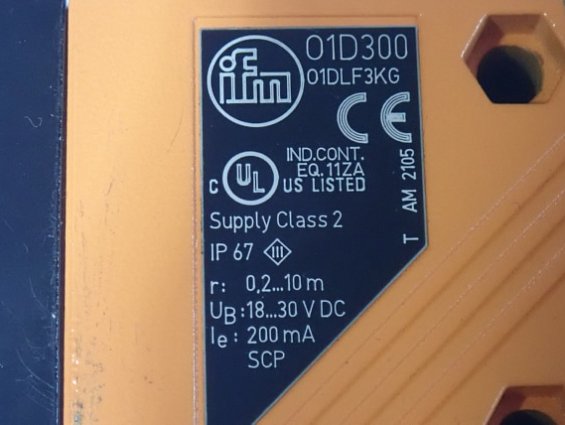 ifm
O1D300
O1DLF3KG
CE
C UL US LISTED
IND.CONT.
EQ. 11ZA
Supply Class 2
IP 67 III
r: 0,2...10 m
UB: 18...30 V DC
Ie: 200 mA
SCP
T AM 2105